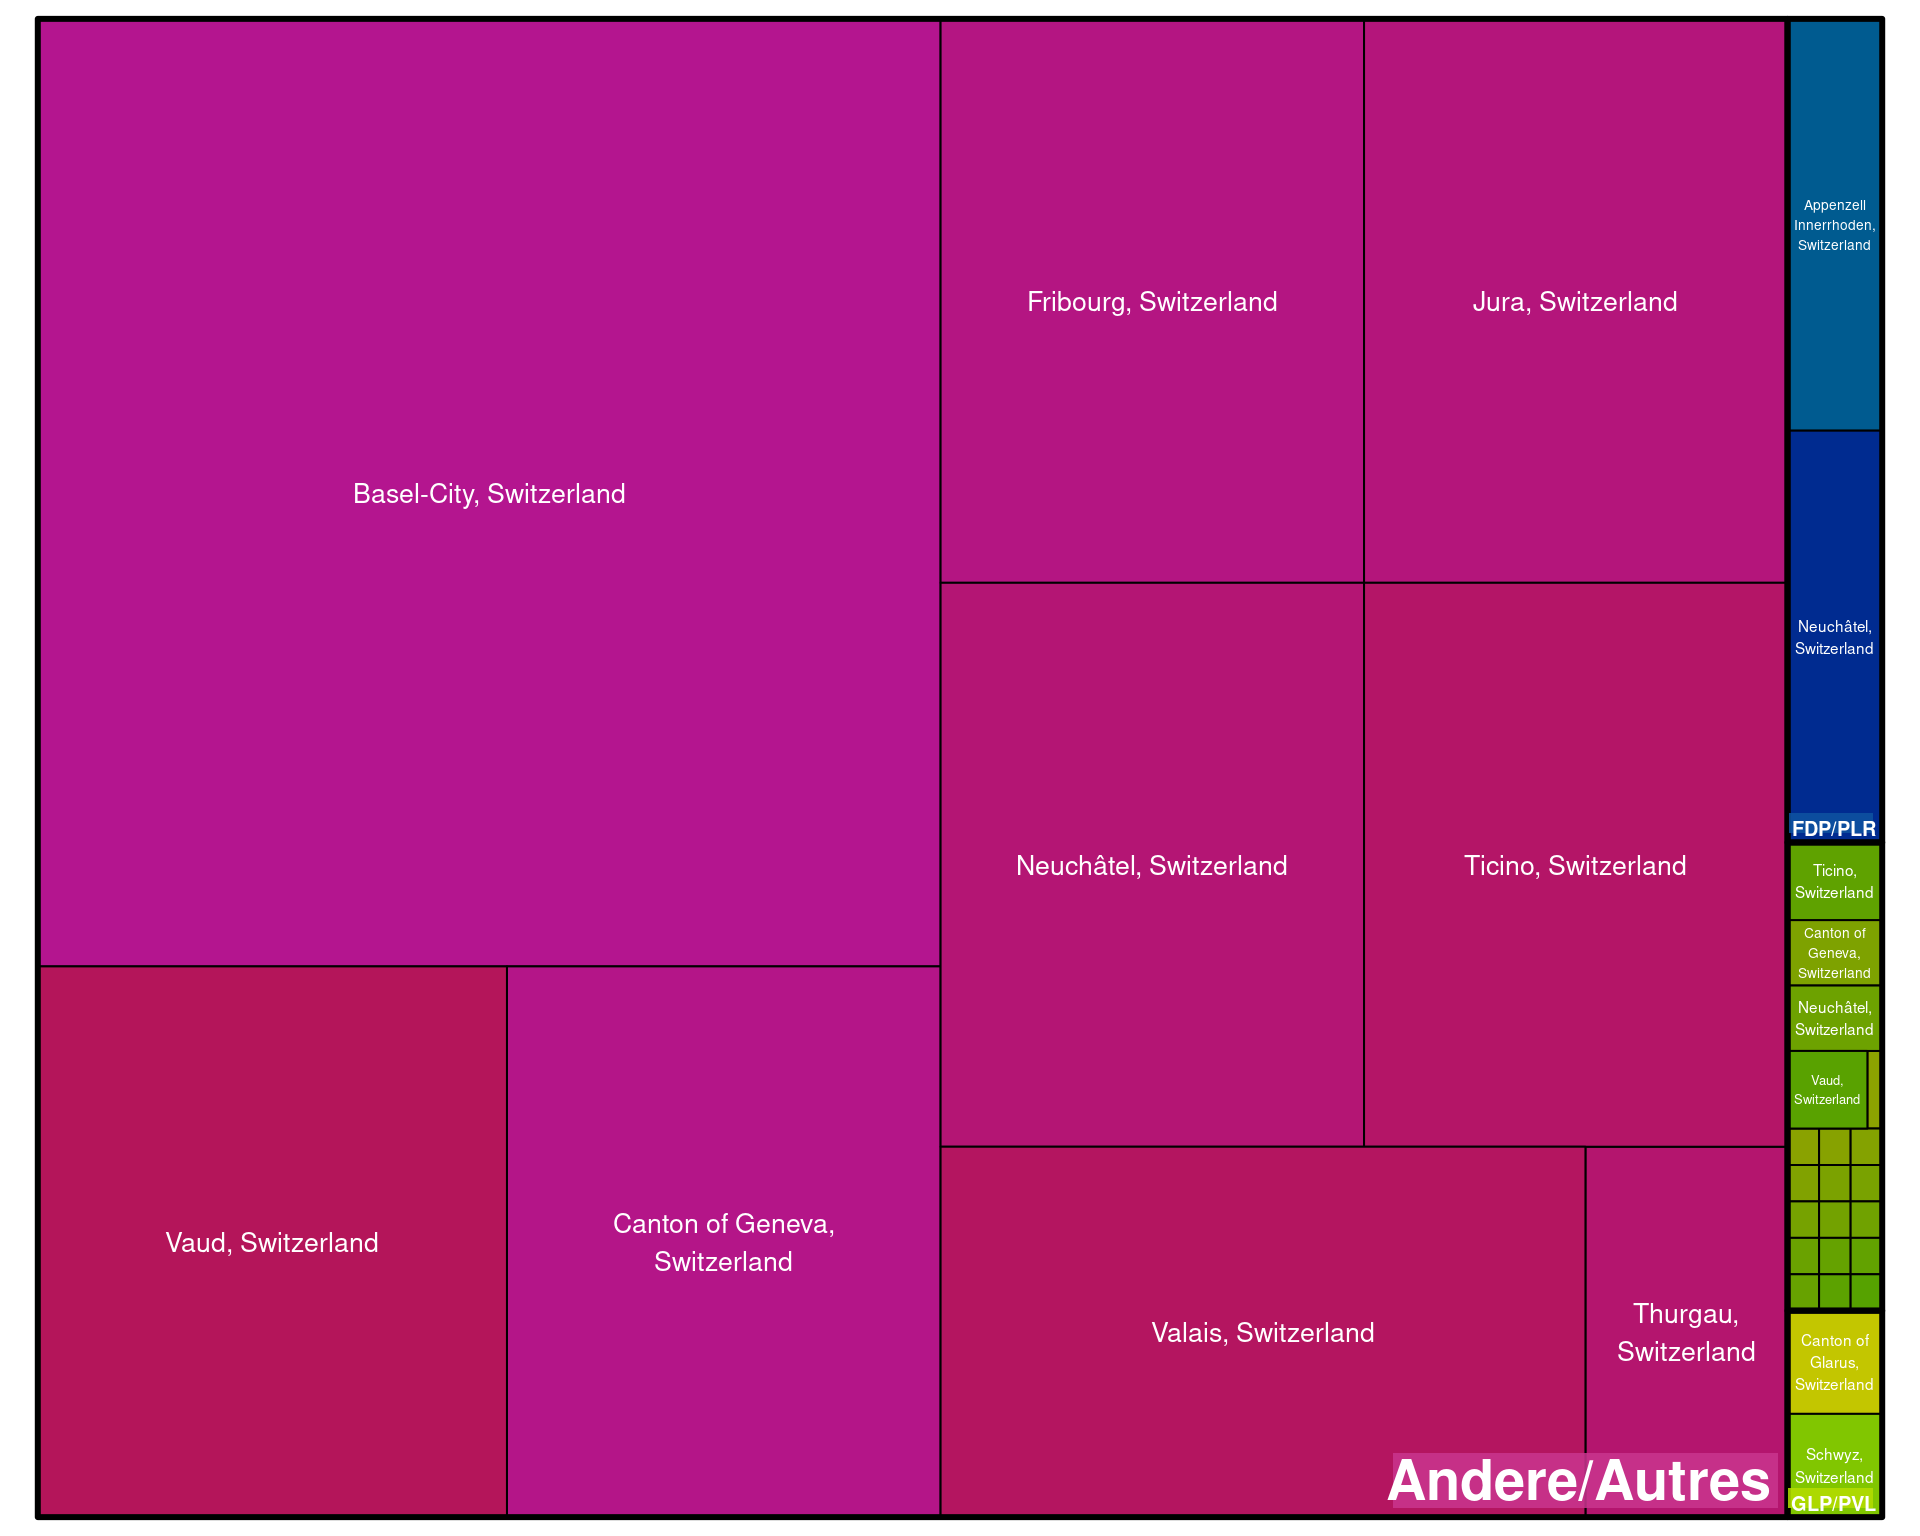 Basel-City, Switzerland
Fribourg, Switzerland
Jura, Switzerland
Neuchâtel, Switzerland
Ticino, Switzerland
Vaud, Switzerland
Canton of Geneva,
Switzerland
Valais, Switzerland
Thurgau,
Switzerland
Andere/Autres
Appenzell
Innerrhoden,
Switzerland
Neuchâtel,
Switzerland
FDP/PLR
Ticino,
Switzerland
Canton of
Geneva,
Switzerland
Neuchâtel,
Switzerland
Vaud,
Switzerland
Canton of
Glarus,
Switzerland
Schwyz,
Switzerland
GLP/PVL